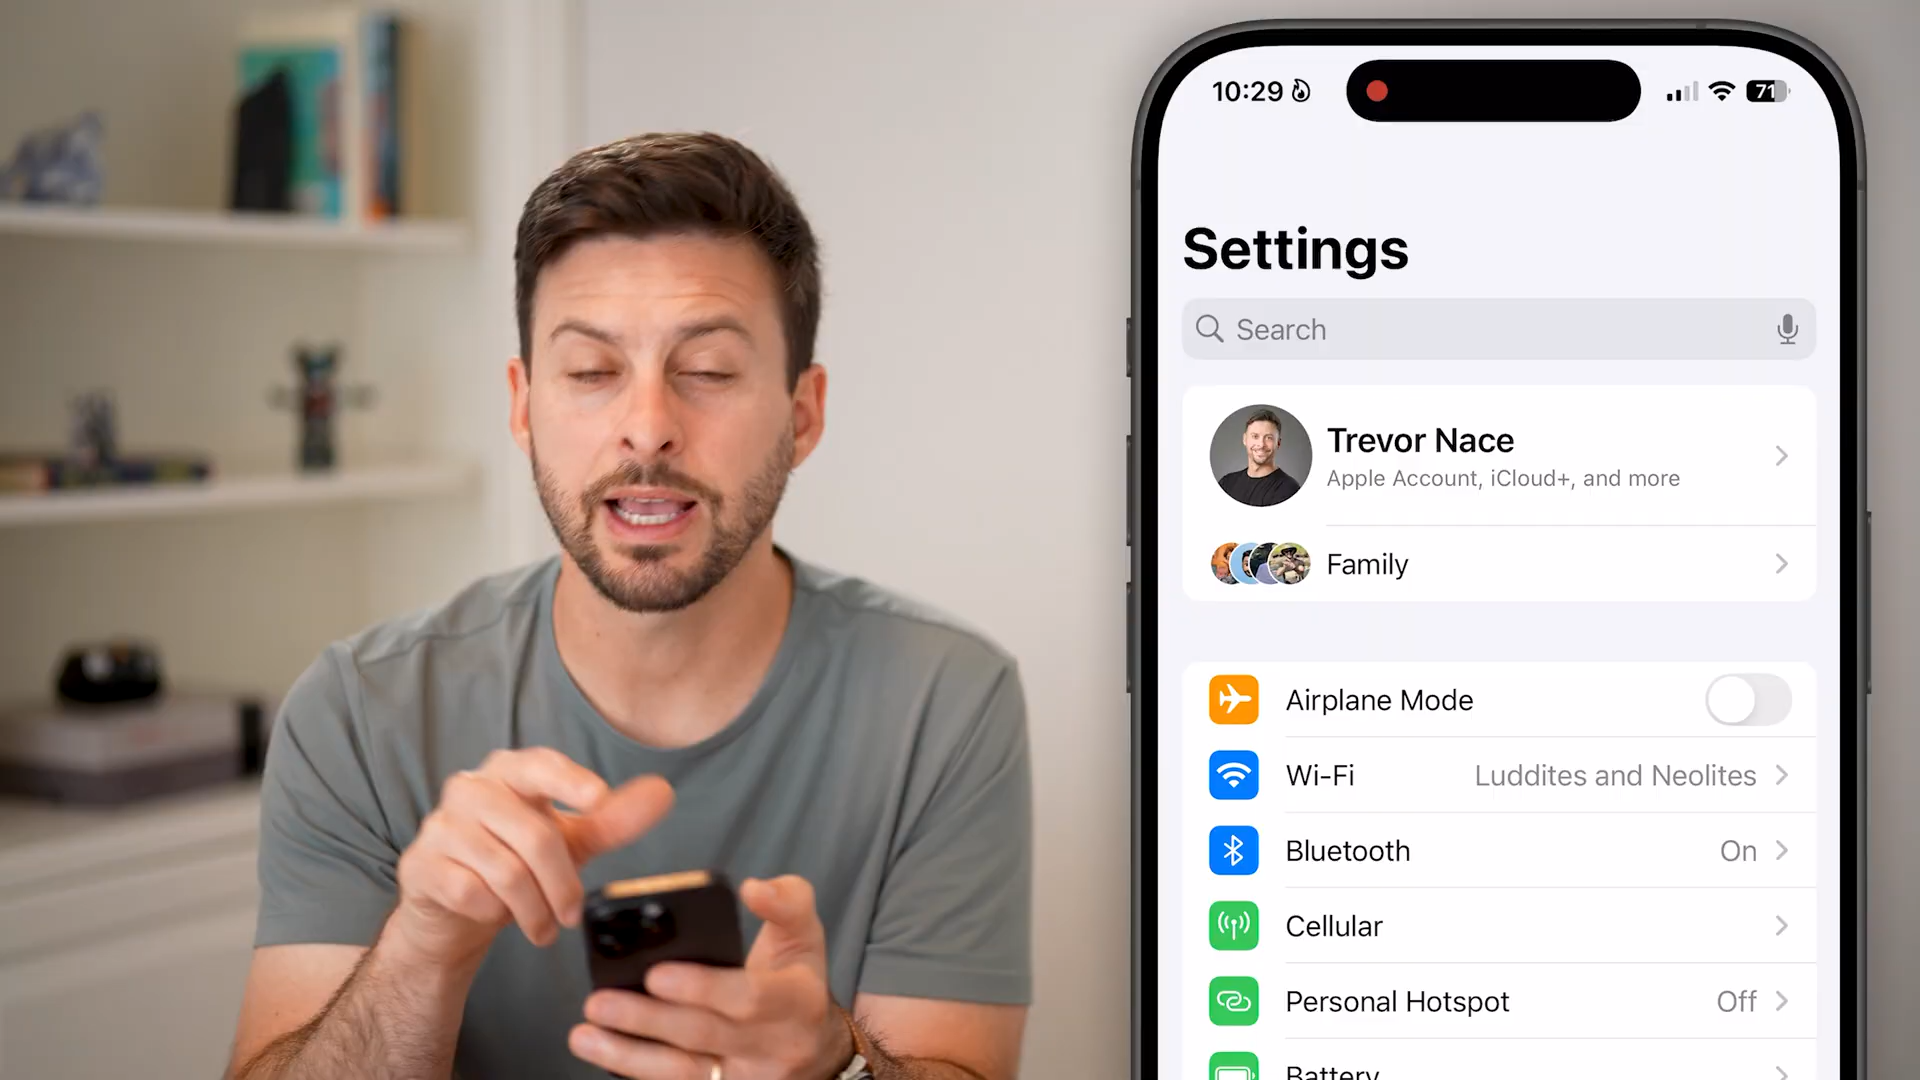 10:29
71
Settings
Search
Trevor Nace
Apple Account, iCloud+, and more
Family
Airplane Mode
Wi-Fi Luddites and Neolites
Bluetooth On
Cellular
Personal Hotspot Off
Battery